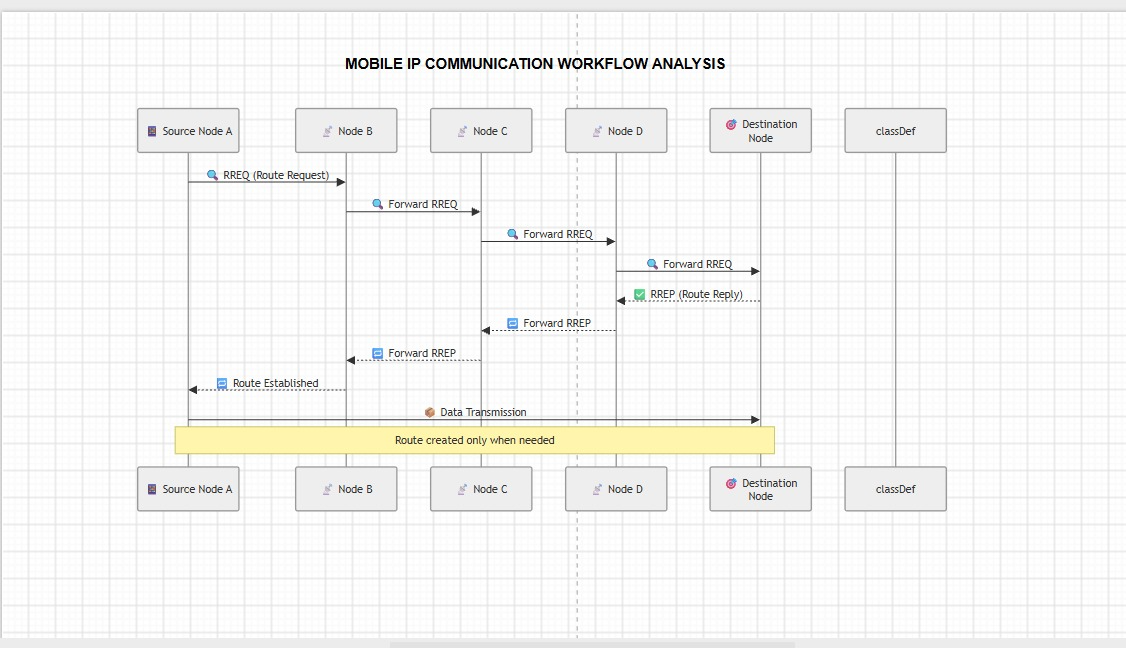 MOBILE IP COMMUNICATION WORKFLOW ANALYSIS
Source Node A
Node B
Node C
Node D
Destination
Node
classDef
RREQ (Route Request)
Forward RREQ
Forward RREQ
Forward RREQ
RREP (Route Reply)
Forward RREP
Forward RREP
Route Established
Data Transmission
Route created only when needed
Source Node A
Node B
Node C
Node D
Destination
Node
classDef